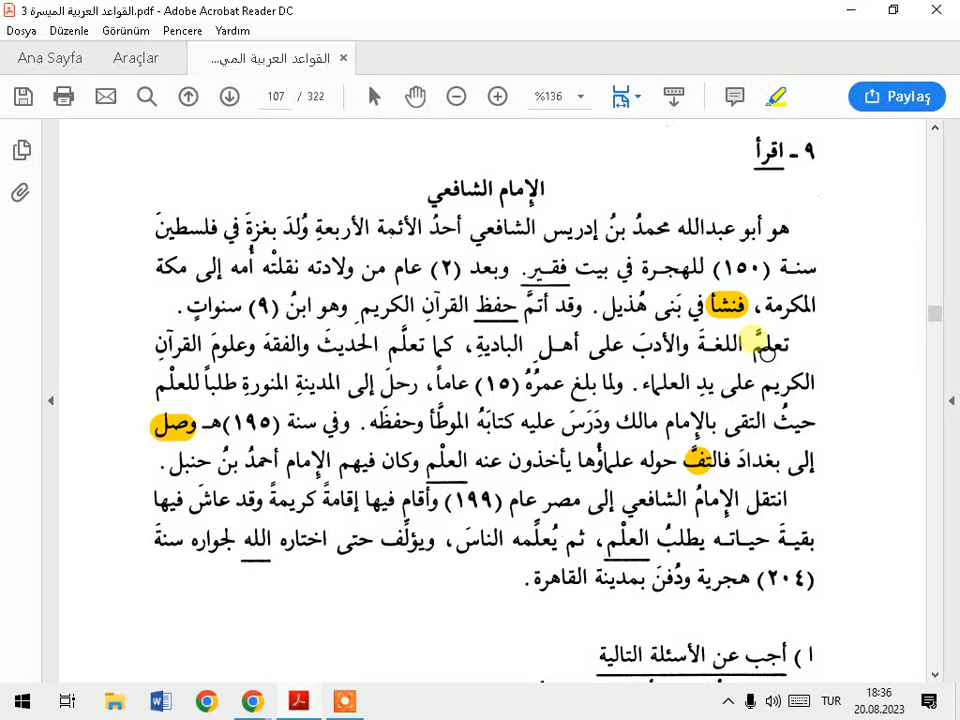 القواعد العربية الميسرة 3.pdf - Adobe Acrobat Reader DC
Dosya Düzenle Görünüm Pencere Yardım
Ana Sayfa Araçlar القواعد العربية المي...
107 / 322 %136 Paylaş
٩ - اقرأ
الإمام الشافعي
هو أبو عبدالله محمدُ بنُ إدريس الشافعي أحدُ الأئمة الأربعةِ وُلدَ بغزةَ في فلسطينَ
سنة (١٥٠) للهجرة في بيت فقير. وبعد (٢) عام من ولادته نقلتْه أمه إلى مكة
المكرمة، فنشأ في بَنى هُذيل. وقد أتمَّ حفظ القرآنِ الكريمِ وهو ابنُ (٩) سنواتٍ.
تعلمَّ اللغةَ والأدبَ على أهلِ الباديةِ، كما تعلَّم الحديثَ والفقهَ وعلومَ القرآنِ
الكريم على يدِ العلماء. ولما بلغ عمرُهُ (١٥) عاماً، رحلَ إلى المدينةِ المنورةِ طلباً للعلْم
حيثُ التقى بالإمام مالك ودَرَسَ عليه كتابَهُ الموطَّأ وحفظَه. وفي سنة (١٩٥)هـ وصل
إلى بغدادَ فالتفَّ حوله علماؤُها يأخذون عنه العلْم وكان فيهم الإمام أحمدُ بنُ حنبل.
انتقل الإمامُ الشافعي إلى مصر عام (١٩٩) وأقام فيها إقامةً كريمةً وقد عاشَ فيها
بقيةَ حياته يطلبُ العلْم، ثم يُعلِّمه الناسَ، ويؤلِّف حتى اختاره الله لجواره سنةَ
(٢٠٤) هجرية ودُفنَ بمدينة القاهرة.
١) أجب عن الأسئلة التالية
TUR 18:36
20.08.2023